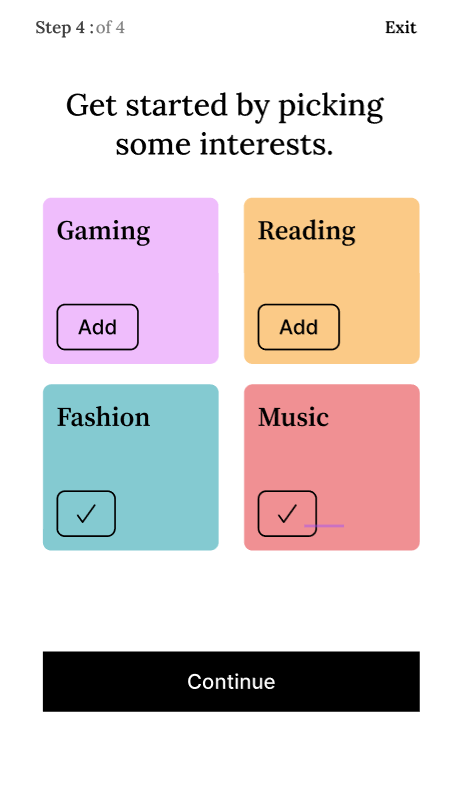 Step 4 : of 4
Exit
Get started by picking
some interests.
Gaming
Reading
Add
Add
Fashion
Music
Continue